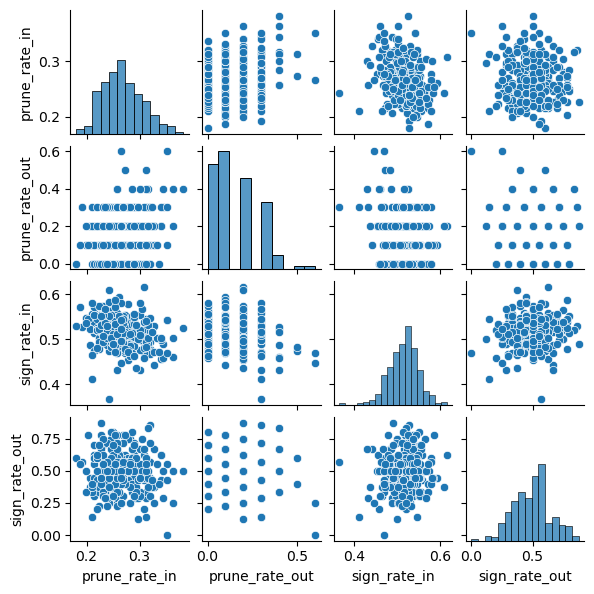 prune_rate_in
0.3
0.2
prune_rate_out
0.6
0.4
0.2
0.0
sign_rate_in
0.6
0.5
0.4
sign_rate_out
0.75
0.50
0.25
0.00
0.2 0.3 0.0 0.5 0.4 0.6 0.0 0.5
prune_rate_in prune_rate_out sign_rate_in sign_rate_out